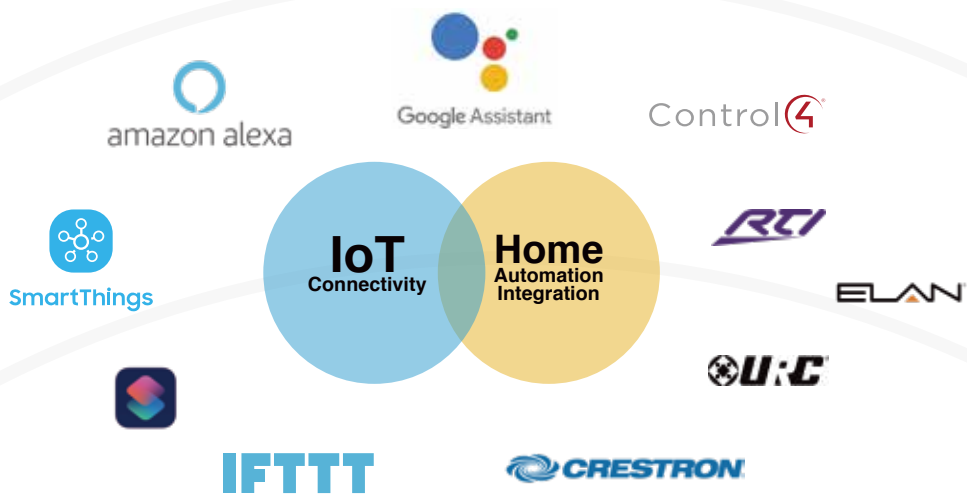 Google Assistant
amazon alexa
Control4®
IoT
Connectivity
Home
Automation
Integration
RTI
SmartThings
ELAN
URC
IFTTT
CRESTRON